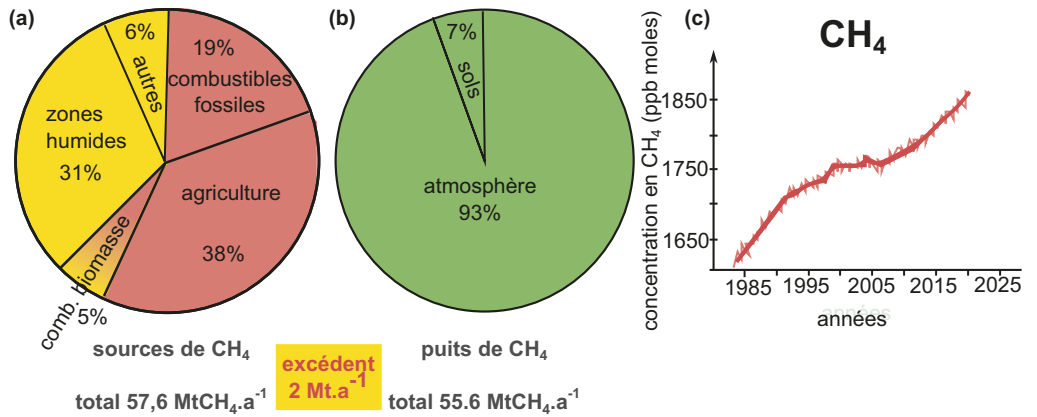 (a)
6%
autres
19%
combustibles
fossiles
zones
humides
31%
agriculture
38%
comb. biomasse
5%
sources de CH₄
total 57,6 MtCH₄.a⁻¹
excédent
2 Mt.a⁻¹
(b)
7%
sols
atmosphère
93%
puits de CH₄
total 55.6 MtCH₄.a⁻¹
(c)
CH₄
concentration en CH₄ (ppb moles)
1850
1750
1650
1985 1995 2005 2015 2025
années
années